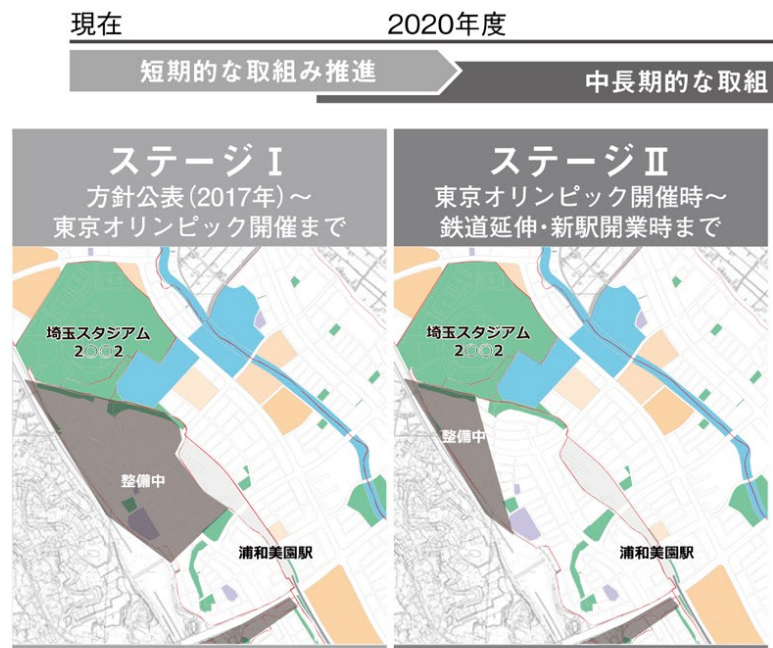 現在
2020年度
短期的な取組み推進
中長期的な取組
ステージⅠ
方針公表(2017年)〜
東京オリンピック開催まで
ステージⅡ
東京オリンピック開催時〜
鉄道延伸・新駅開業時まで
埼玉スタジアム
2○○2
整備中
浦和美園駅
埼玉スタジアム
2○○2
整備中
浦和美園駅